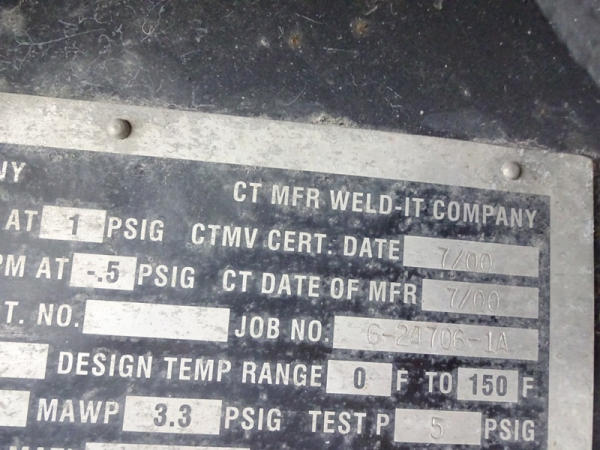 NY CT MFR WELD-IT COMPANY
AT 1 PSIG CTMV CERT. DATE 7/00
PM AT -.5 PSIG CT DATE OF MFR 7/00
T. NO. JOB NO. G-24706-1A
DESIGN TEMP RANGE 0 F TO 150 F
MAWP 3.3 PSIG TEST P 5 PSIG